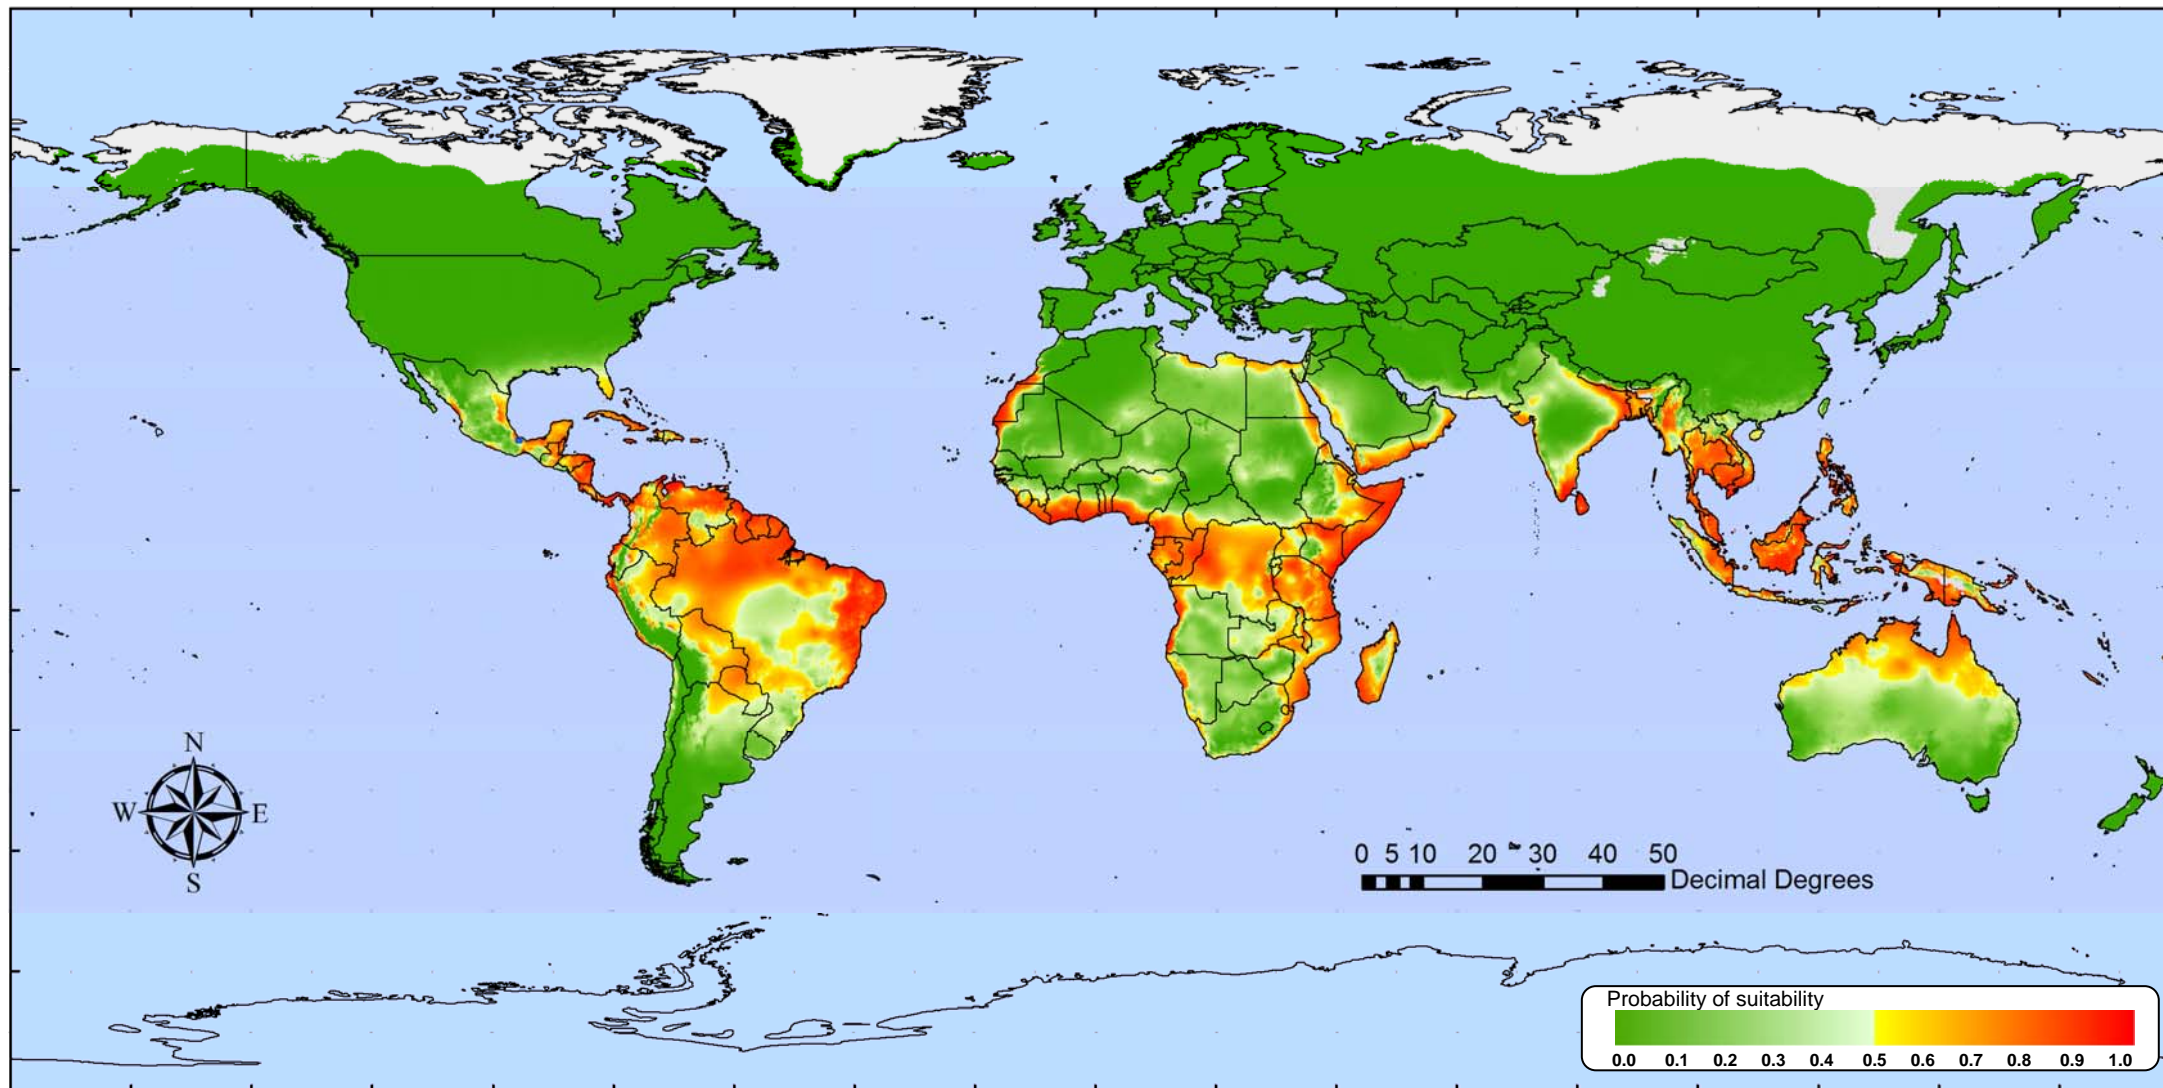 N
W E
S
0 5 10 20 30 40 50
Decimal Degrees
Probability of suitability
0.0 0.1 0.2 0.3 0.4 0.5 0.6 0.7 0.8 0.9 1.0